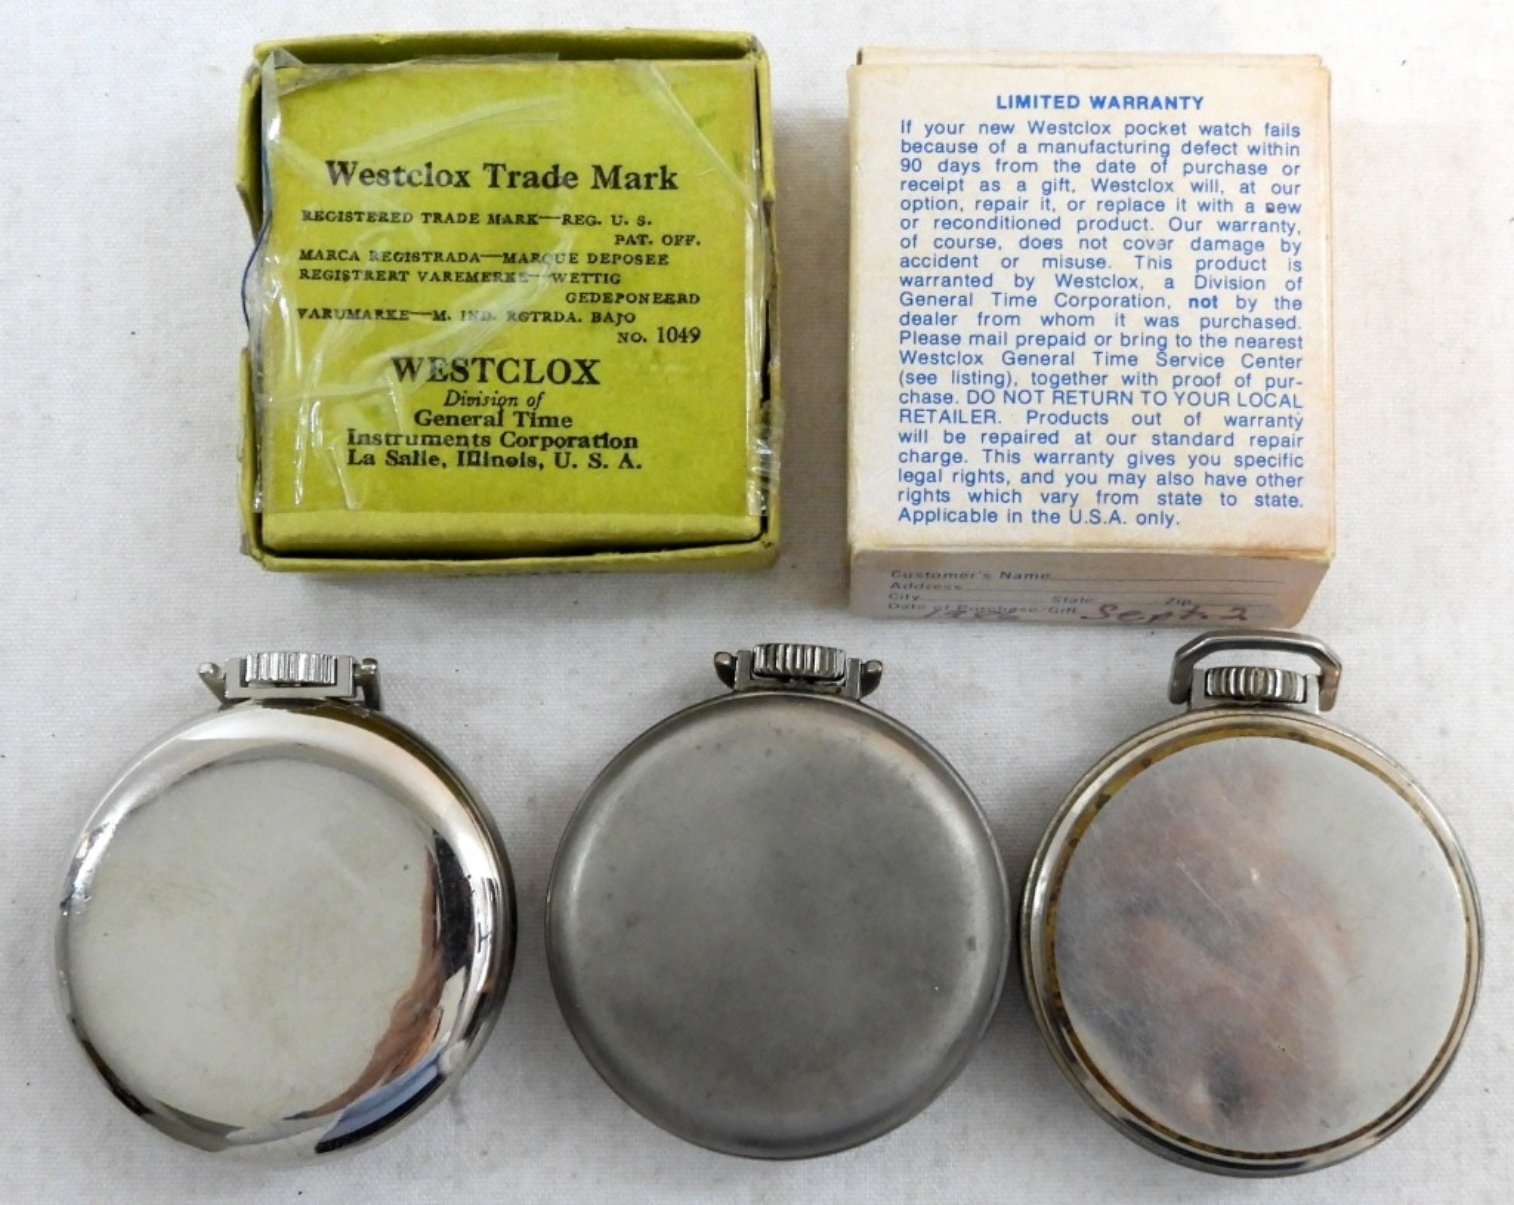 Westclox Trade Mark
REGISTERED TRADE MARK—REG. U. S.
PAT. OFF.
MARCA REGISTRADA—MARQUE DEPOSEE
REGISTRERT VAREMERKE—WETTIG
GEDEPONEERD
VARUMARKE—M. IND. RGTRDA. BAJO
NO. 1049
WESTCLOX
Division of
General Time
Instruments Corporation
La Salle, Illinois, U. S. A.
LIMITED WARRANTY
If your new Westclox pocket watch fails
because of a manufacturing defect within
90 days from the date of purchase or
receipt as a gift, Westclox will, at our
option, repair it, or replace it with a new
or reconditioned product. Our warranty,
of course, does not cover damage by
accident or misuse. This product is
warranted by Westclox, a Division of
General Time Corporation, not by the
dealer from whom it was purchased.
Please mail prepaid or bring to the nearest
Westclox General Time Service Center
(see listing), together with proof of pur-
chase. DO NOT RETURN TO YOUR LOCAL
RETAILER. Products out of warranty
will be repaired at our standard repair
charge. This warranty gives you specific
legal rights, and you may also have other
rights which vary from state to state.
Applicable in the U.S.A. only.
Customer's Name
Address
City State Zip
Date of Purchase/Gift Sept. 2